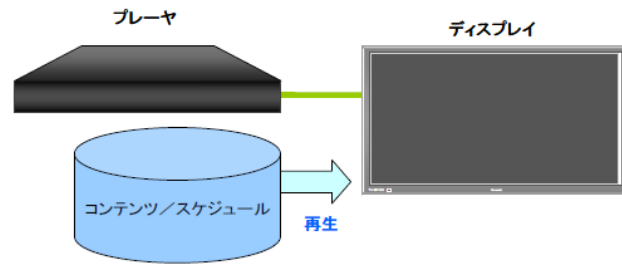 プレーヤ
ディスプレイ
コンテンツ／スケジュール
再生